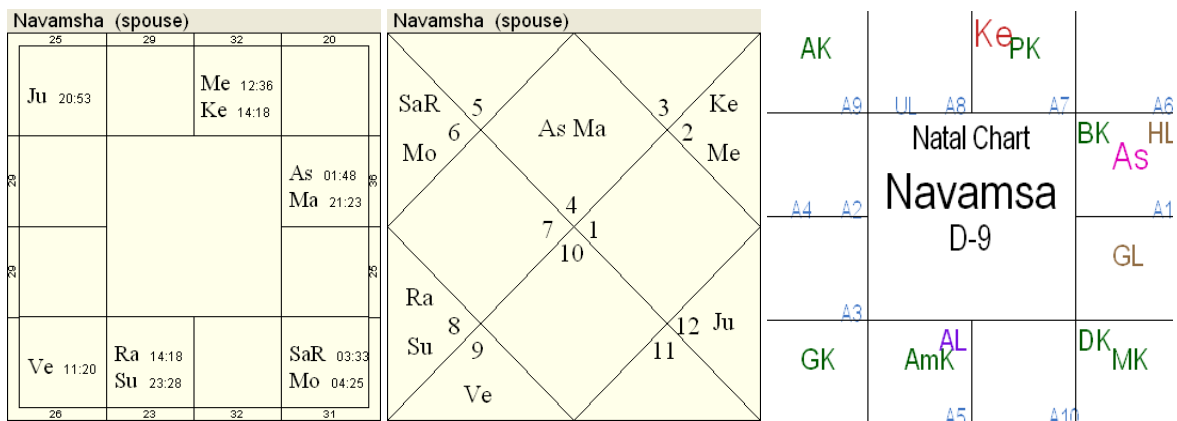 Navamsha (spouse)
25 29 32 20
Ju 20:53
Me 12:36
Ke 14:18
29
As 01:48
Ma 21:23
36
29
25
Ve 11:20
Ra 14:18
Su 23:28
SaR 03:33
Mo 04:25
26 23 32 31
Navamsha (spouse)
SaR 5
6
Mo
As Ma
3 Ke
2
Me
4
7 1
10
Ra
8
Su
9
Ve
12 Ju
11
AK
Ke PK
A9 UL A8 A7 A6
Natal Chart
Navamsa
D-9
BK HL
As
A4 A2 A1
GL
A3
GK
AL
AmK
DK
MK
A5 A10